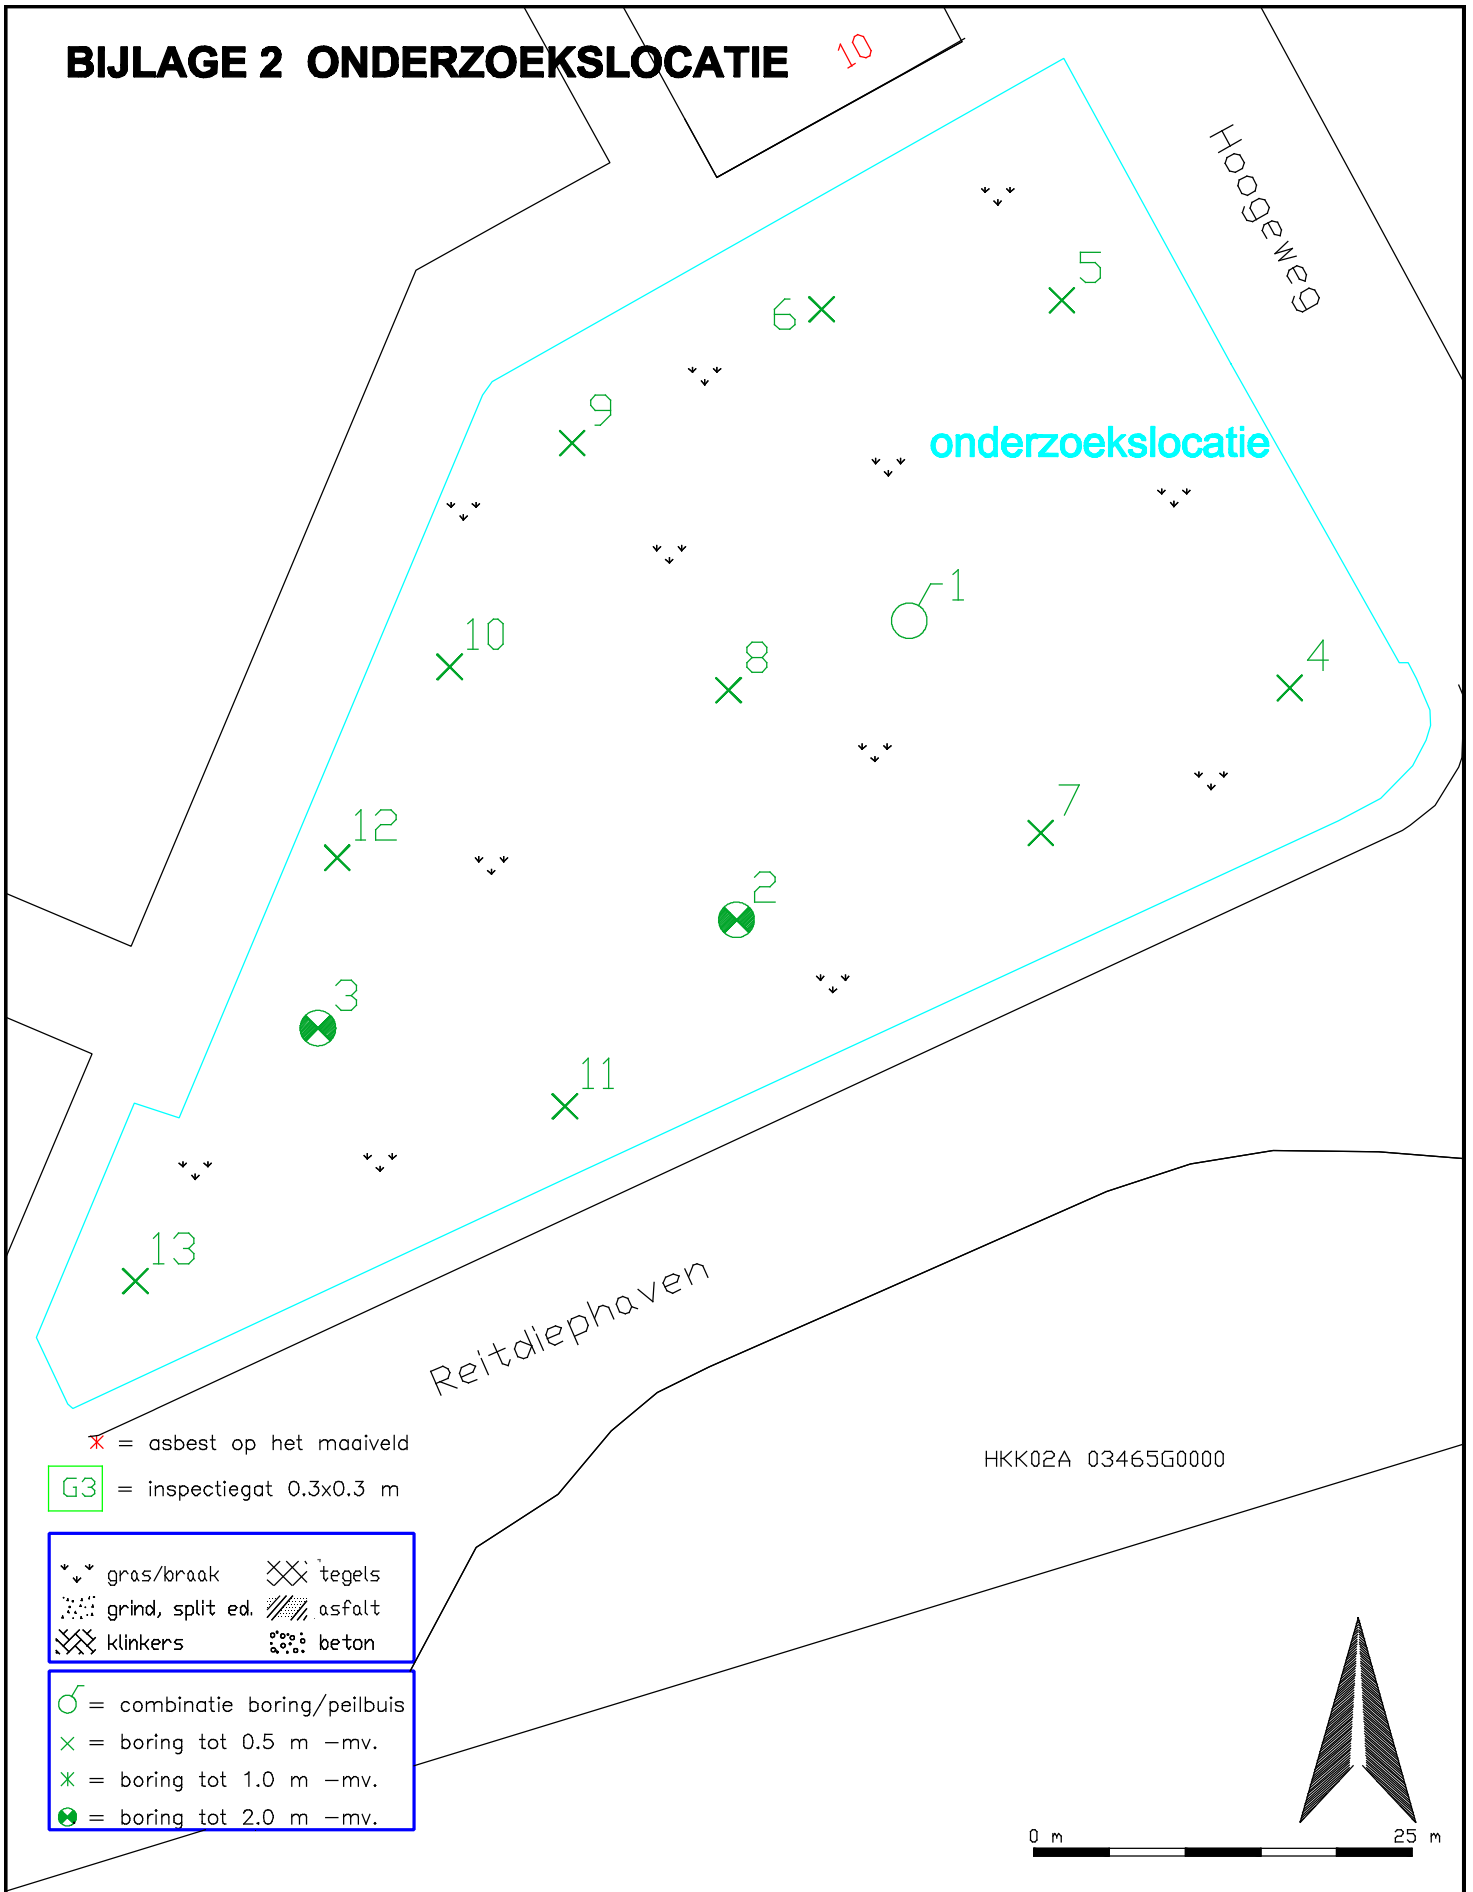 BIJLAGE 2  ONDERZOEKSLOCATIE
10
Hoogeweg
5
6
9
onderzoekslocatie
1
10
8
4
7
12
2
3
11
13
Reitdiephaven
HKK02A 03465G0000
= asbest op het maaiveld
G3 = inspectiegat 0.3x0.3 m
gras/braak tegels
grind, split ed. asfalt
klinkers beton
= combinatie boring/peilbuis
= boring tot 0.5 m -mv.
= boring tot 1.0 m -mv.
= boring tot 2.0 m -mv.
0 m 25 m